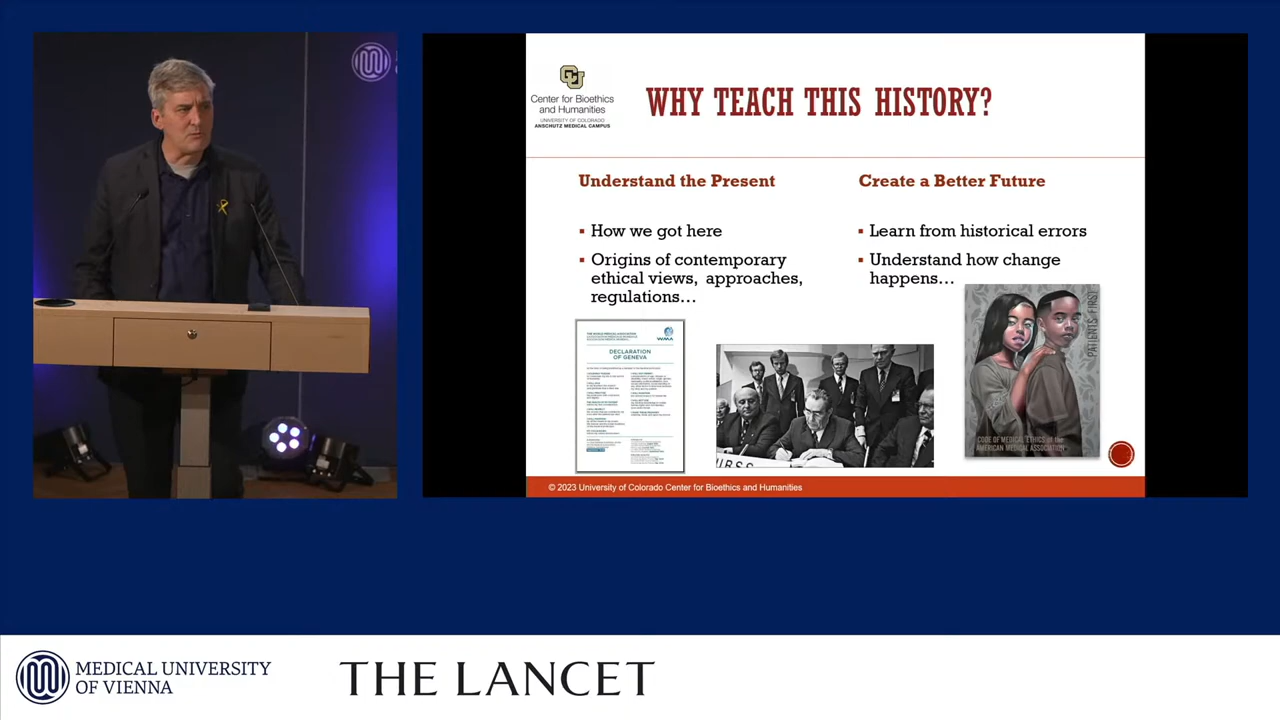 CU
Center for Bioethics
and Humanities
UNIVERSITY OF COLORADO
ANSCHUTZ MEDICAL CAMPUS
WHY TEACH THIS HISTORY?
Understand the Present
▪ How we got here
▪ Origins of contemporary
ethical views, approaches,
regulations…
Create a Better Future
▪ Learn from historical errors
▪ Understand how change
happens…
WMA
DECLARATION
OF GENEVA
PATIENTS FIRST
CODE OF MEDICAL ETHICS of the
AMERICAN MEDICAL ASSOCIATION
© 2023 University of Colorado Center for Bioethics and Humanities
MEDICAL UNIVERSITY
OF VIENNA
THE LANCET